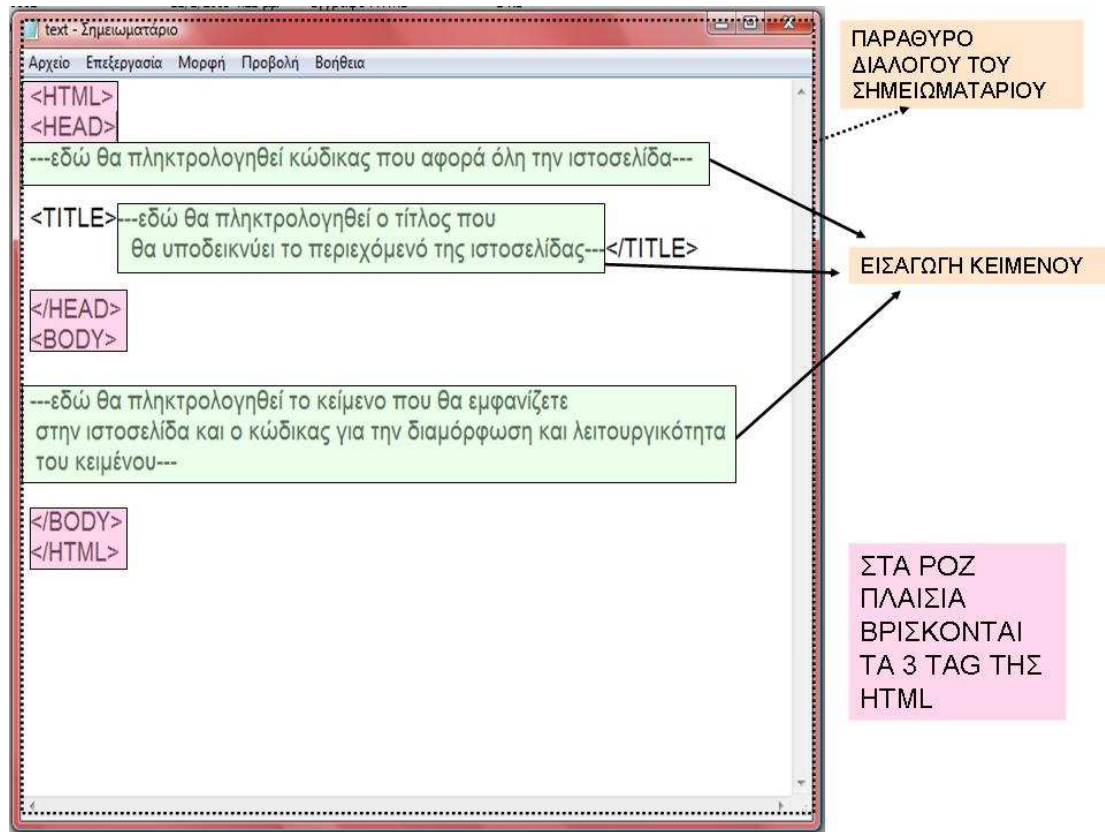 text - Σημειωματάριο
Αρχείο Επεξεργασία Μορφή Προβολή Βοήθεια
<HTML>
<HEAD>
---εδώ θα πληκτρολογηθεί κώδικας που αφορά όλη την ιστοσελίδα---
<TITLE>---εδώ θα πληκτρολογηθεί ο τίτλος που
θα υποδεικνύει το περιεχόμενό της ιστοσελίδας---</TITLE>
</HEAD>
<BODY>
---εδώ θα πληκτρολογηθεί το κείμενο που θα εμφανίζετε
στην ιστοσελίδα και ο κώδικας για την διαμόρφωση και λειτουργικότητα
του κειμένου---
</BODY>
</HTML>
ΠΑΡΑΘΥΡΟ
ΔΙΑΛΟΓΟΥ ΤΟΥ
ΣΗΜΕΙΩΜΑΤΑΡΙΟΥ
ΕΙΣΑΓΩΓΗ ΚΕΙΜΕΝΟΥ
ΣΤΑ ΡΟΖ
ΠΛΑΙΣΙΑ
ΒΡΙΣΚΟΝΤΑΙ
ΤΑ 3 TAG ΤΗΣ
HTML